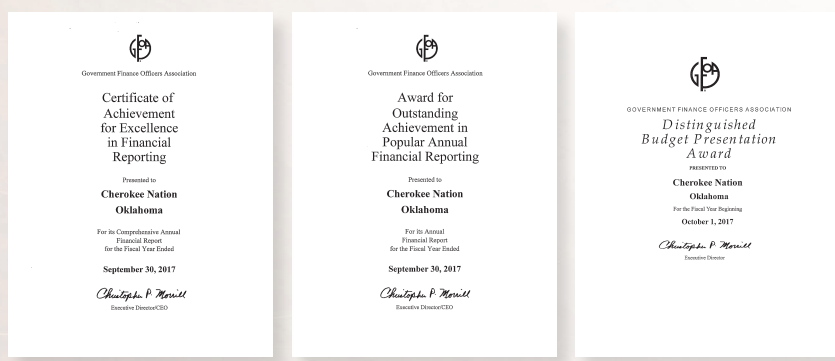 GFOA
Government Finance Officers Association
Certificate of
Achievement
for Excellence
in Financial
Reporting
Presented to
Cherokee Nation
Oklahoma
For its Comprehensive Annual
Financial Report
for the Fiscal Year Ended
September 30, 2017
Christopher P. Morrill
Executive Director/CEO
GFOA
Government Finance Officers Association
Award for
Outstanding
Achievement in
Popular Annual
Financial Reporting
Presented to
Cherokee Nation
Oklahoma
For its Annual
Financial Report
for the Fiscal Year Ended
September 30, 2017
Christopher P. Morrill
Executive Director/CEO
GFOA
GOVERNMENT FINANCE OFFICERS ASSOCIATION
Distinguished
Budget Presentation
Award
PRESENTED TO
Cherokee Nation
Oklahoma
For the Fiscal Year Beginning
October 1, 2017
Christopher P. Morrill
Executive Director